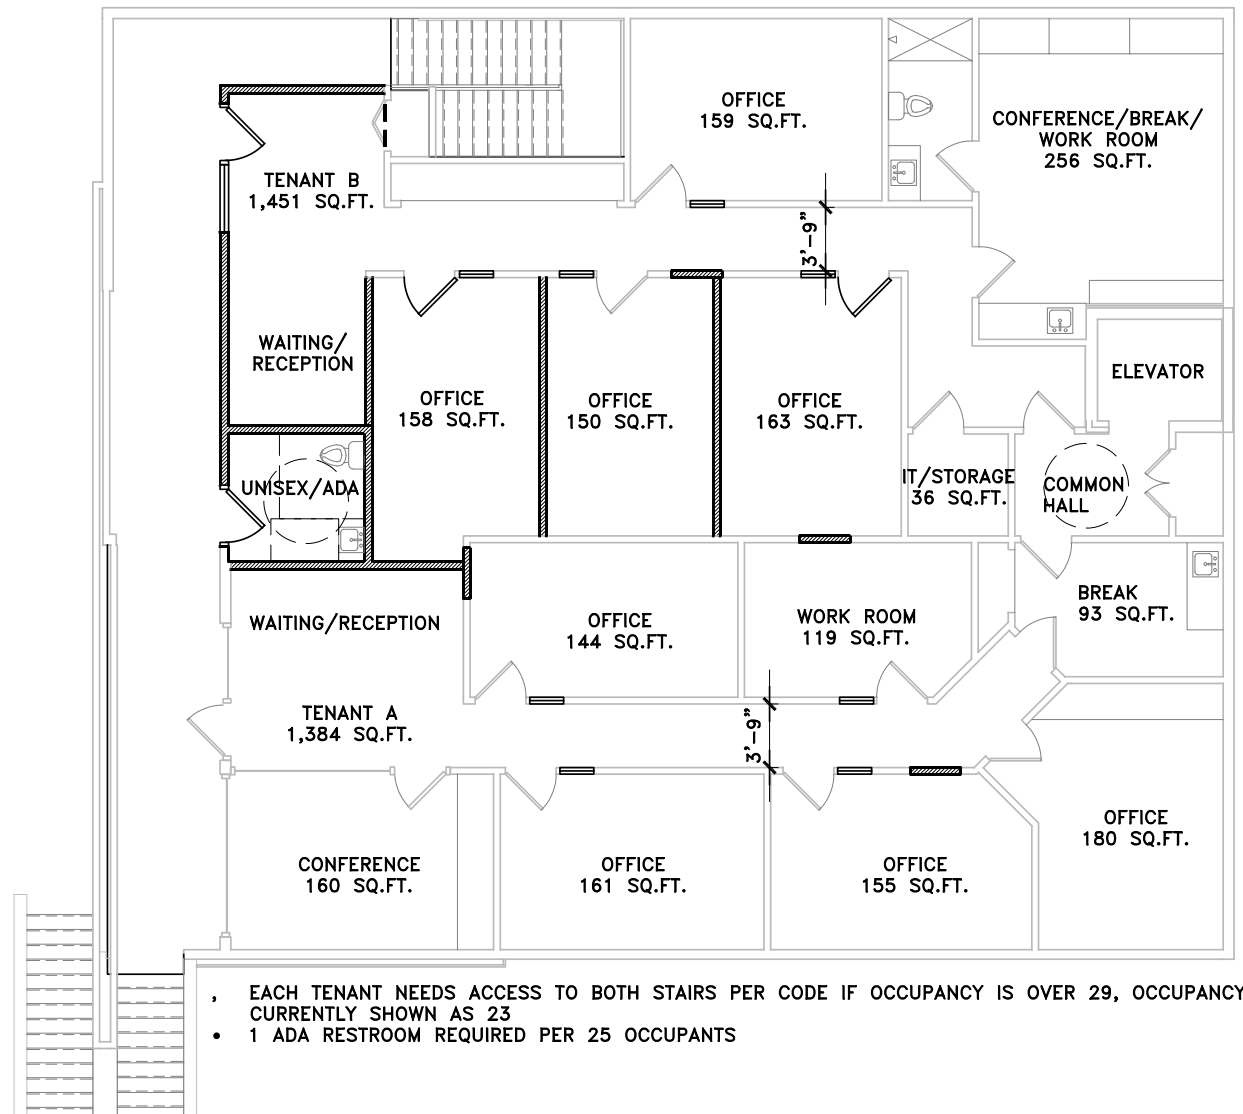 OFFICE
159 SQ.FT.
CONFERENCE/BREAK/
WORK ROOM
256 SQ.FT.
TENANT B
1,451 SQ.FT.
3'-9"
WAITING/
RECEPTION
OFFICE
158 SQ.FT.
OFFICE
150 SQ.FT.
OFFICE
163 SQ.FT.
ELEVATOR
UNISEX/ADA
IT/STORAGE
36 SQ.FT.
COMMON
HALL
WAITING/RECEPTION
OFFICE
144 SQ.FT.
WORK ROOM
119 SQ.FT.
BREAK
93 SQ.FT.
TENANT A
1,384 SQ.FT.
3'-9"
CONFERENCE
160 SQ.FT.
OFFICE
161 SQ.FT.
OFFICE
155 SQ.FT.
OFFICE
180 SQ.FT.
, EACH TENANT NEEDS ACCESS TO BOTH STAIRS PER CODE IF OCCUPANCY IS OVER 29, OCCUPANCY
CURRENTLY SHOWN AS 23
• 1 ADA RESTROOM REQUIRED PER 25 OCCUPANTS